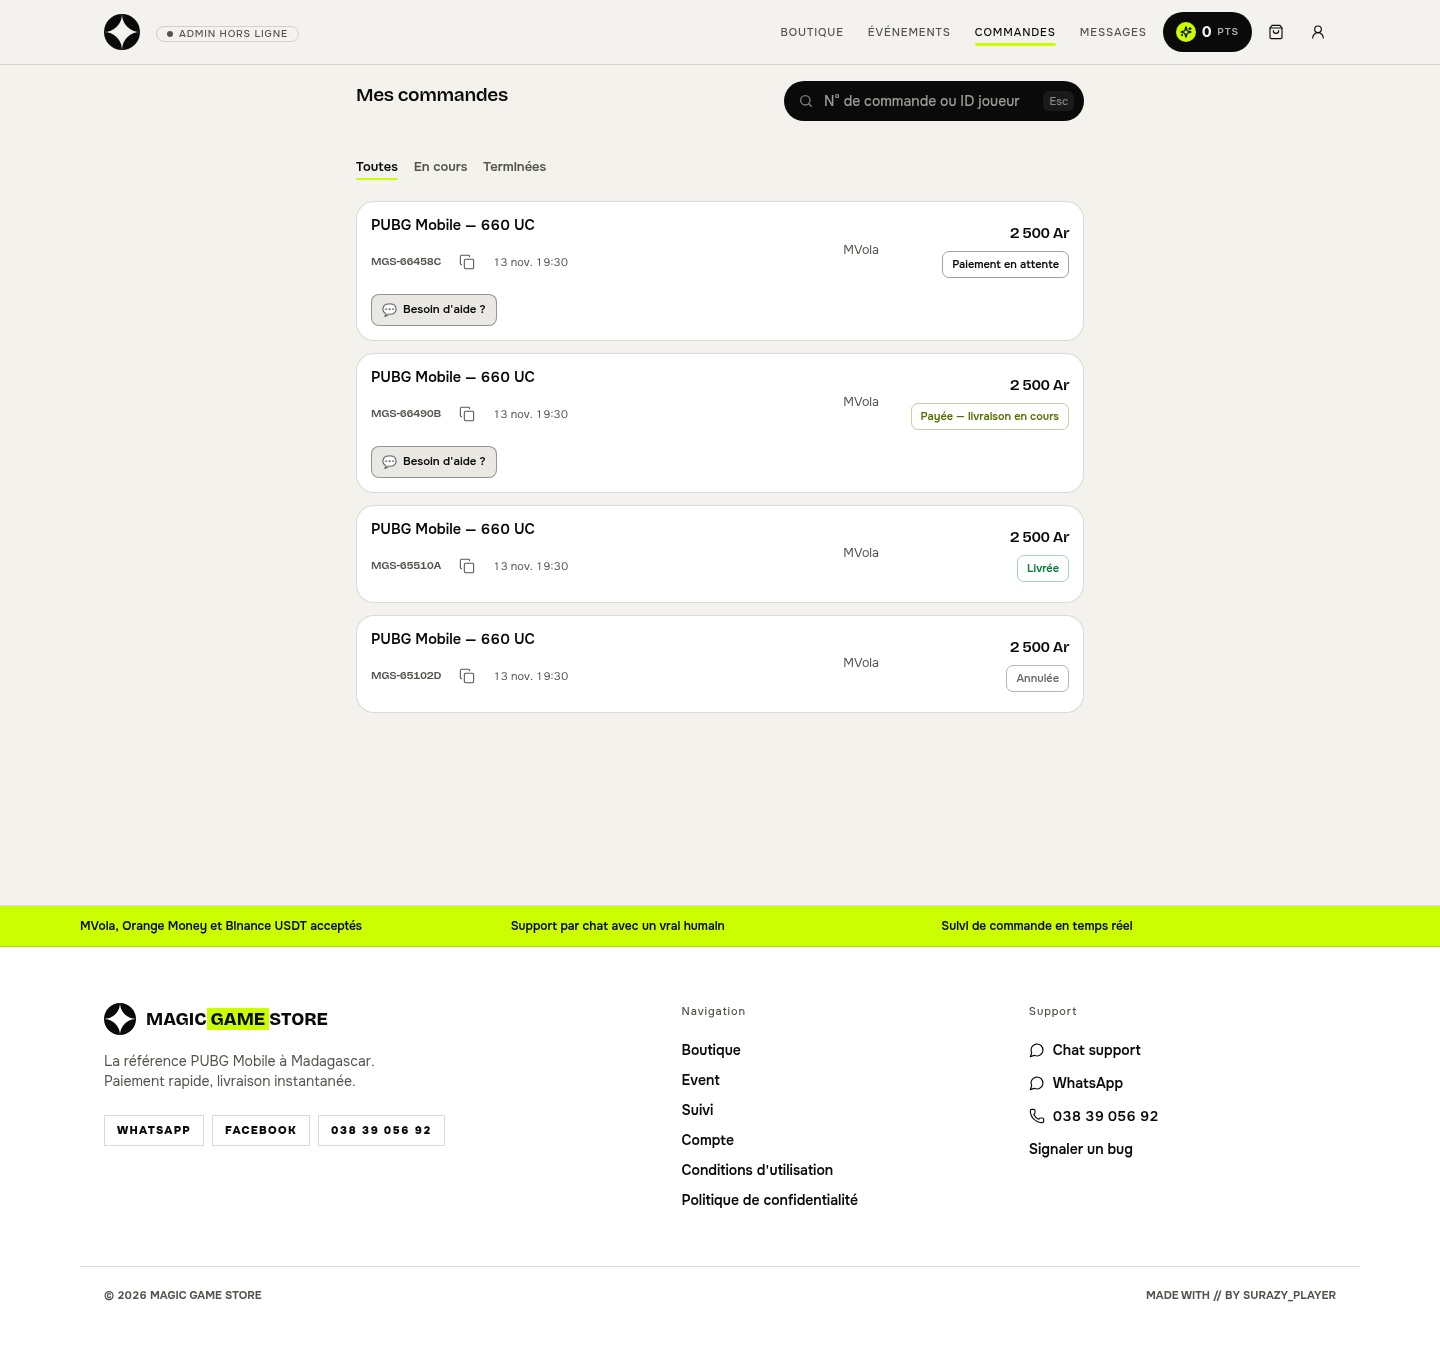 ADMIN HORS LIGNE
BOUTIQUE
ÉVÉNEMENTS
COMMANDES
MESSAGES
0 PTS
Mes commandes
N° de commande ou ID joueur
Esc
Toutes
En cours
Terminées
PUBG Mobile — 660 UC
MGS-66458C
13 nov. 19:30
MVola
2 500 Ar
Paiement en attente
Besoin d'aide ?
PUBG Mobile — 660 UC
MGS-66490B
13 nov. 19:30
MVola
2 500 Ar
Payée — livraison en cours
Besoin d'aide ?
PUBG Mobile — 660 UC
MGS-65510A
13 nov. 19:30
MVola
2 500 Ar
Livrée
PUBG Mobile — 660 UC
MGS-65102D
13 nov. 19:30
MVola
2 500 Ar
Annulée
MVola, Orange Money et Binance USDT acceptés
Support par chat avec un vrai humain
Suivi de commande en temps réel
MAGIC GAME STORE
La référence PUBG Mobile à Madagascar.
Paiement rapide, livraison instantanée.
WHATSAPP
FACEBOOK
038 39 056 92
Navigation
Boutique
Event
Suivi
Compte
Conditions d'utilisation
Politique de confidentialité
Support
Chat support
WhatsApp
038 39 056 92
Signaler un bug
© 2026 MAGIC GAME STORE
MADE WITH // BY SURAZY_PLAYER